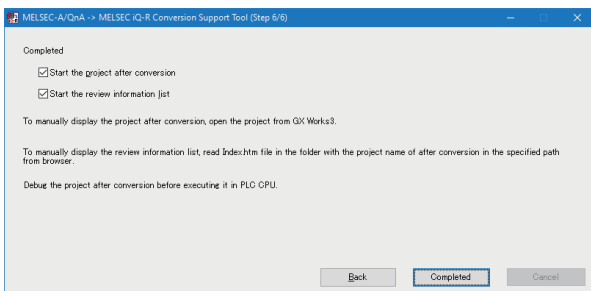 MELSEC-A/QnA -> MELSEC iQ-R Conversion Support Tool (Step 6/6)
Completed
Start the project after conversion
Start the review information list
To manually display the project after conversion, open the project from GX Works3.
To manually display the review information list, read Index.htm file in the folder with the project name of after conversion in the specified path
from browser.
Debug the project after conversion before executing it in PLC CPU.
Back Completed Cancel